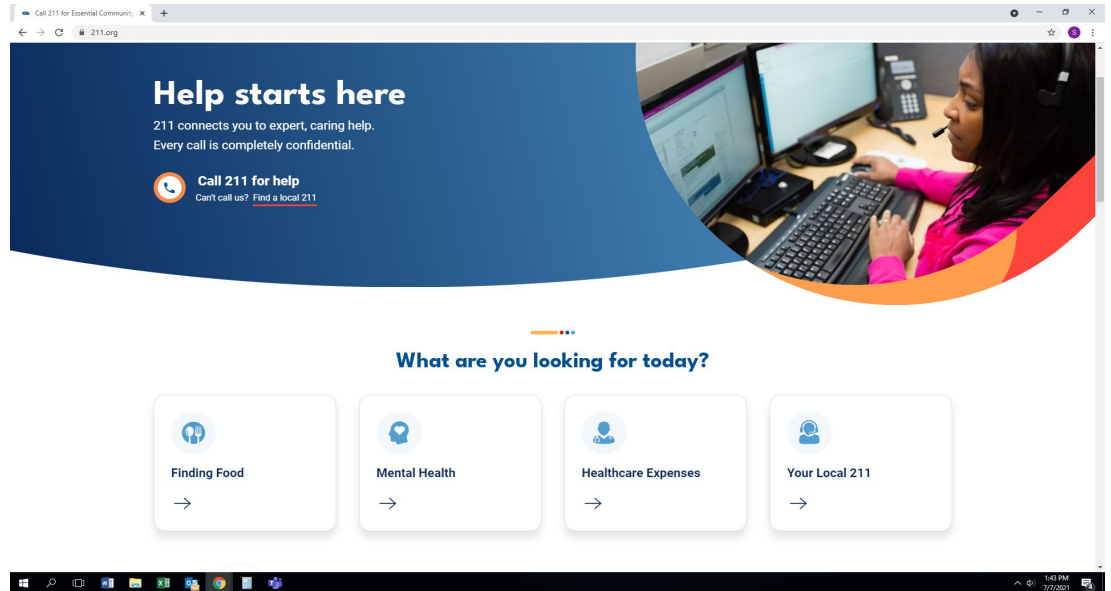 Call 211 for Essential Community
211.org
S
Help starts here
211 connects you to expert, caring help.
Every call is completely confidential.
Call 211 for help
Can't call us? Find a local 211
What are you looking for today?
Finding Food
Mental Health
Healthcare Expenses
Your Local 211
1:43 PM
7/7/2021